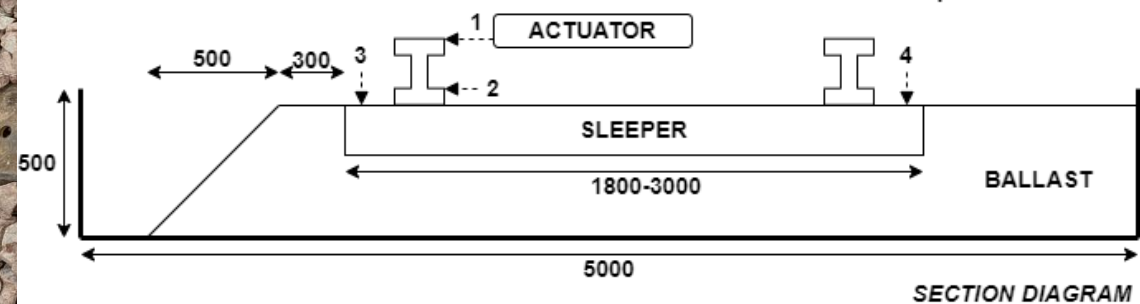 1
ACTUATOR
500
300
3
4
2
500
SLEEPER
1800-3000
BALLAST
5000
SECTION DIAGRAM